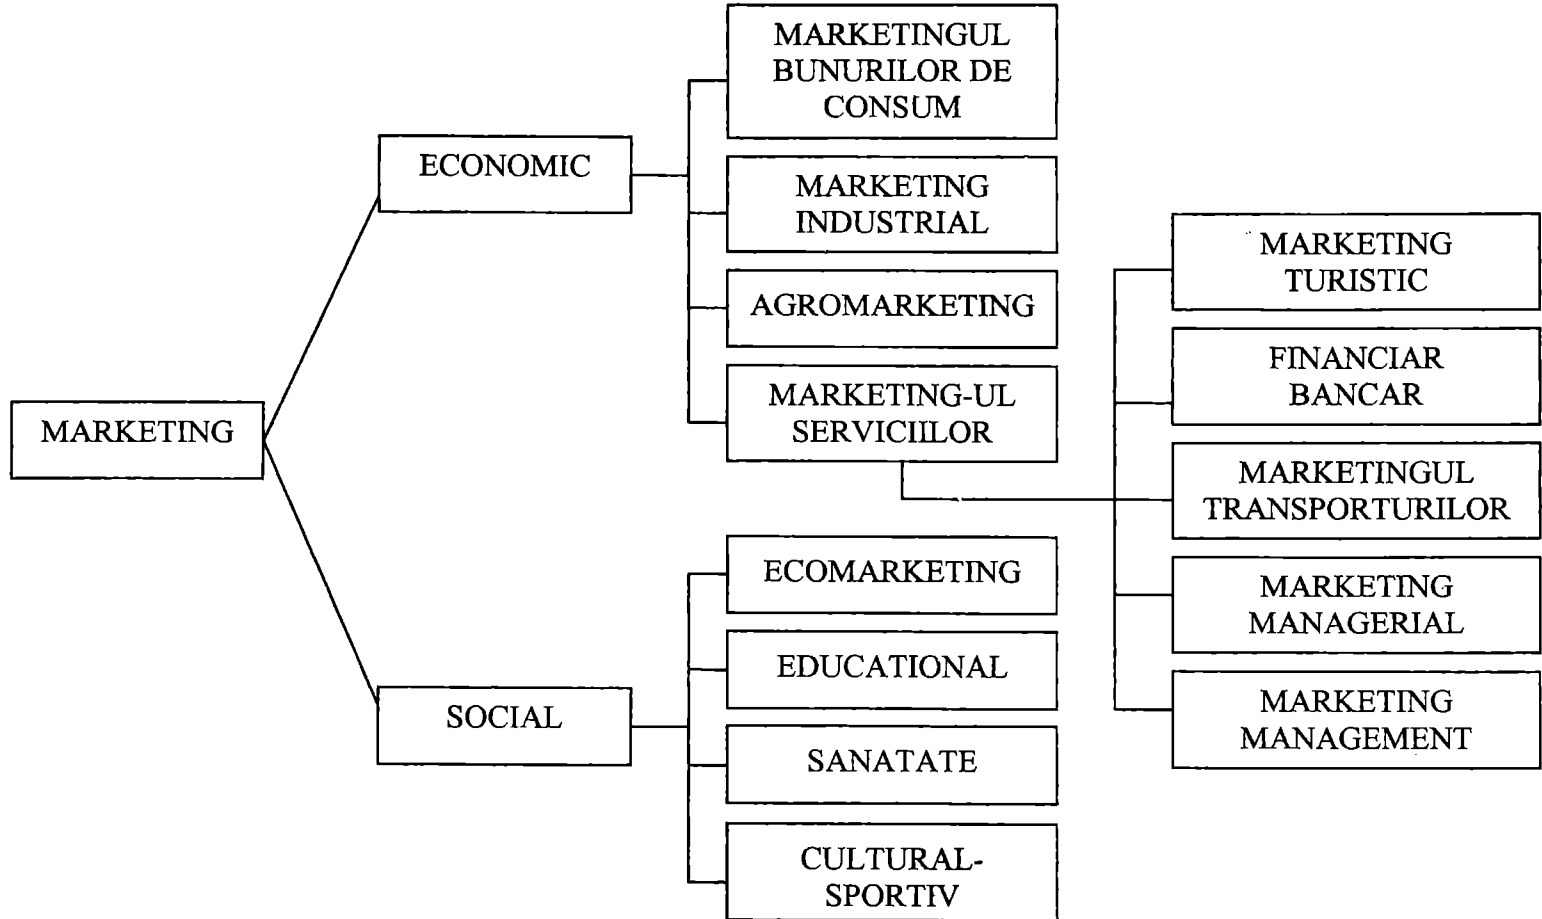 MARKETING
ECONOMIC
SOCIAL
MARKETINGUL
BUNURILOR DE
CONSUM
MARKETING
INDUSTRIAL
AGROMARKETING
MARKETING-UL
SERVICIILOR
ECOMARKETING
EDUCATIONAL
SANATATE
CULTURAL-
SPORTIV
MARKETING
TURISTIC
FINANCIAR
BANCAR
MARKETINGUL
TRANSPORTURILOR
MARKETING
MANAGERIAL
MARKETING
MANAGEMENT